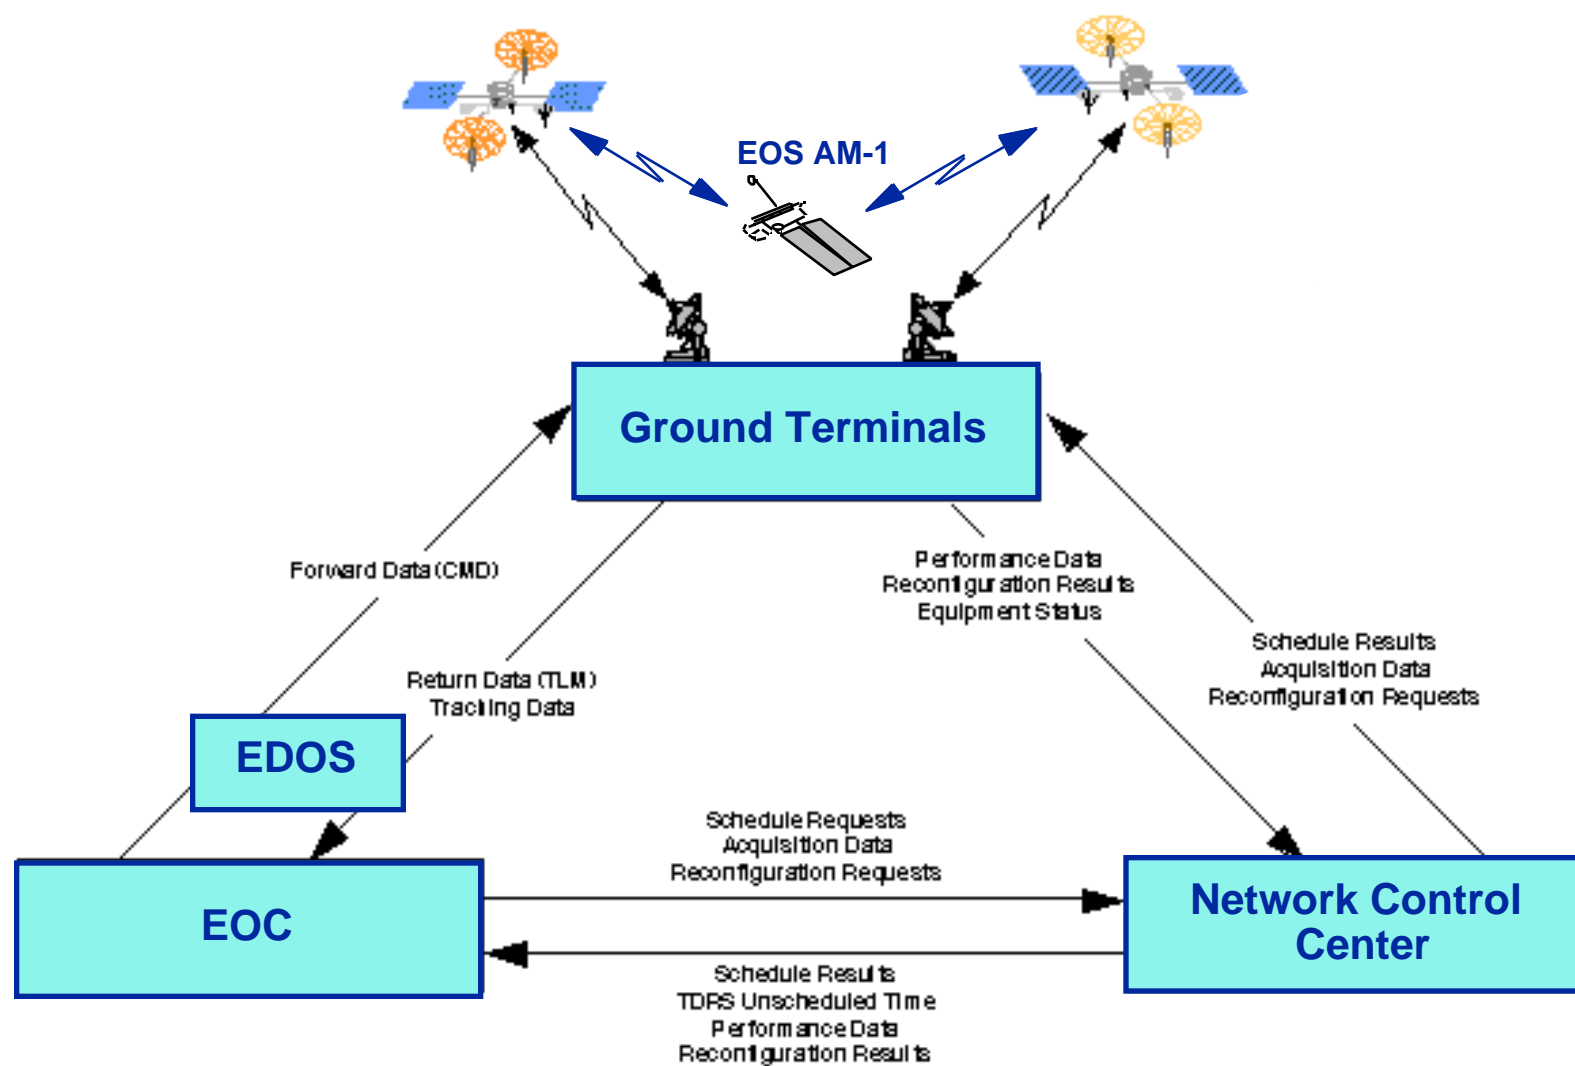 EOS AM-1
Ground Terminals
Forward Data (CMD)
Performance Data
Reconfiguration Results
Equipment Status
Schedule Results
Acquisition Data
Reconfiguration Requests
Return Data (TLM)
Tracking Data
EDOS
Schedule Requests
Acquisition Data
Reconfiguration Requests
EOC
Network Control
Center
Schedule Results
TDRS Unscheduled Time
Performance Data
Reconfiguration Results